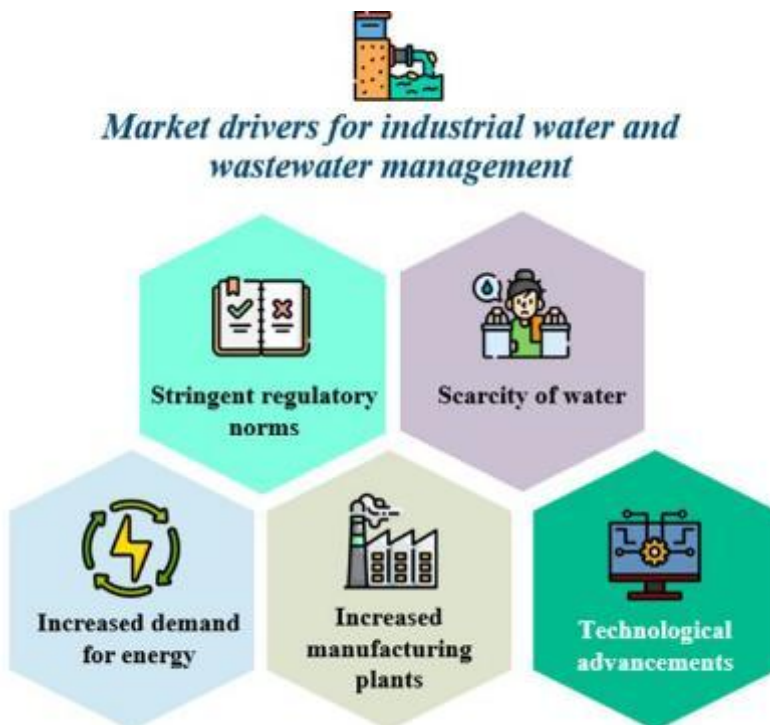 Market drivers for industrial water and
wastewater management
Stringent regulatory
norms
Scarcity of water
Increased demand
for energy
Increased
manufacturing
plants
Technological
advancements